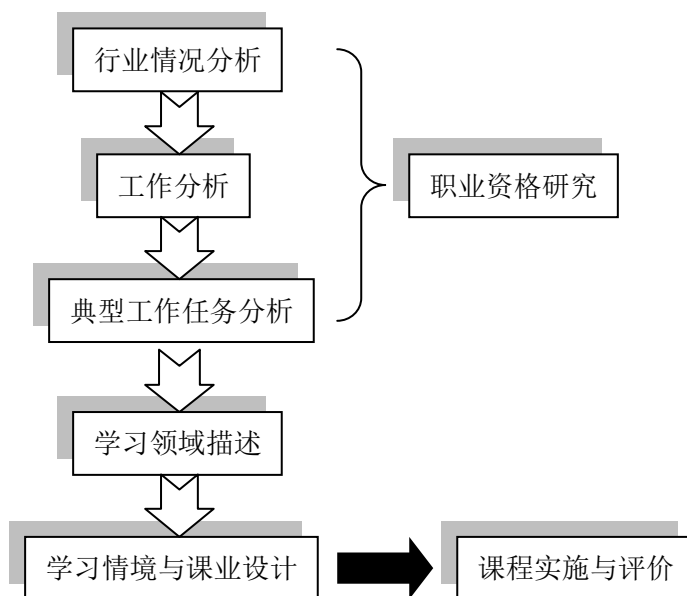 行业情况分析
工作分析
职业资格研究
典型工作任务分析
学习领域描述
学习情境与课业设计
课程实施与评价